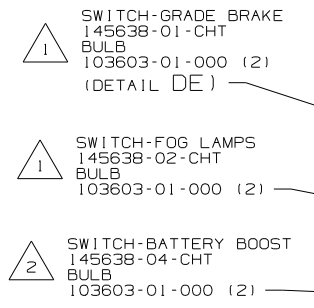 SWITCH-GRADE BRAKE
145638-01-CHT
1
BULB
103603-01-000 (2)
(DETAIL DE)
SWITCH-FOG LAMPS
145638-02-CHT
1
BULB
103603-01-000 (2)
SWITCH-BATTERY BOOST
145638-04-CHT
2
BULB
103603-01-000 (2)